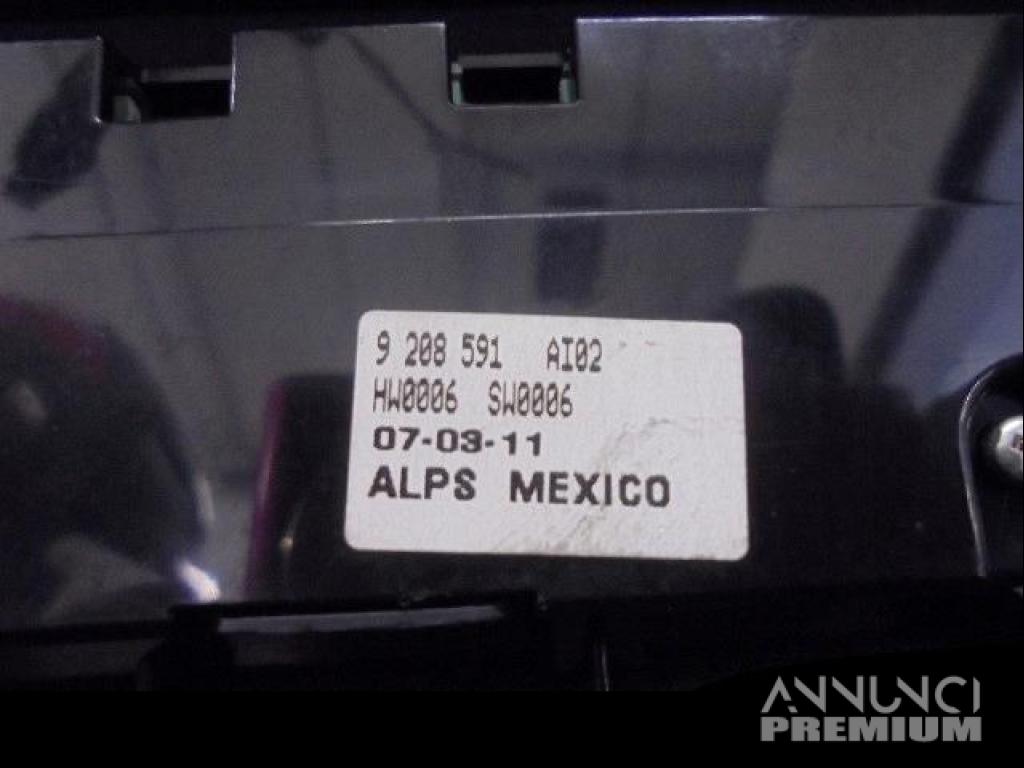 9 208 591 AI02
HW0006 SW0006
07-03-11
ALPS MEXICO
ANNUNCI
PREMIUM